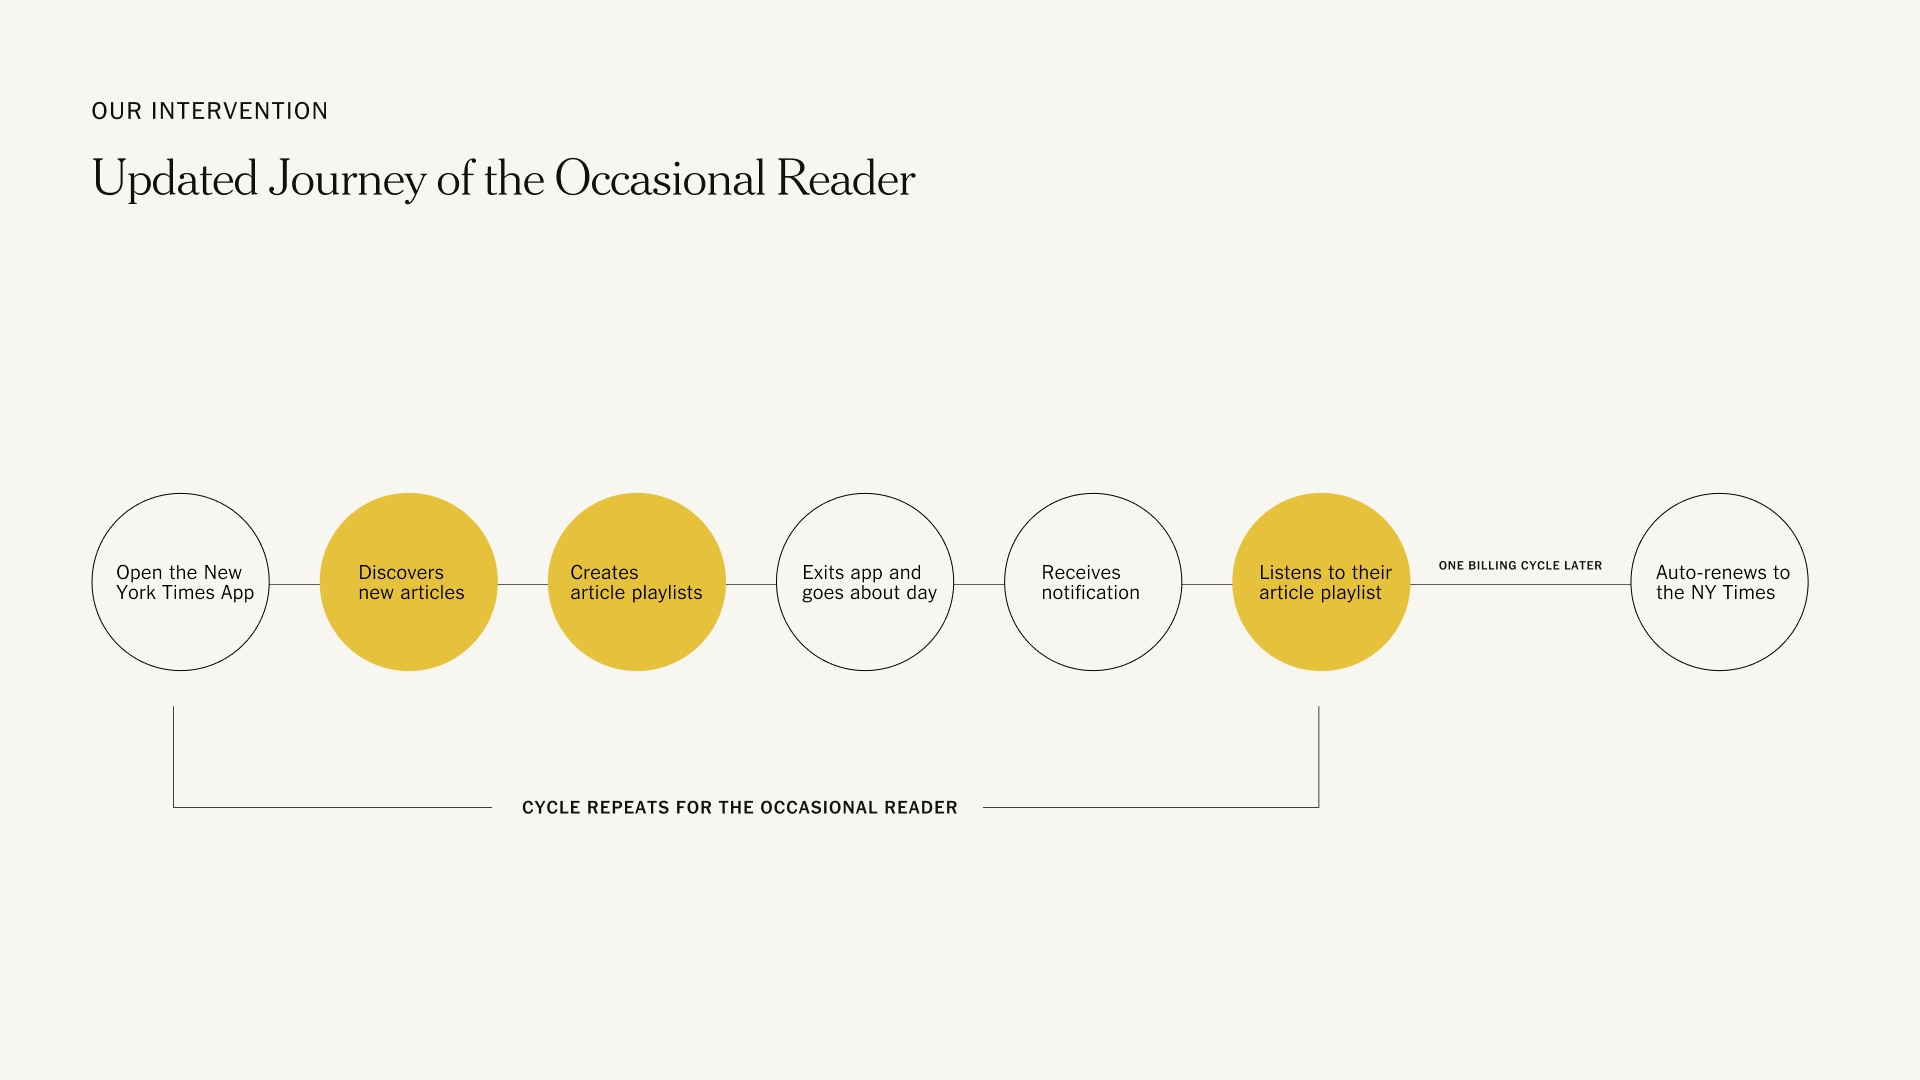 OUR INTERVENTION
Updated Journey of the Occasional Reader
Open the New
York Times App
Discovers
new articles
Creates
article playlists
Exits app and
goes about day
Receives
notification
Listens to their
article playlist
ONE BILLING CYCLE LATER
Auto-renews to
the NY Times
CYCLE REPEATS FOR THE OCCASIONAL READER